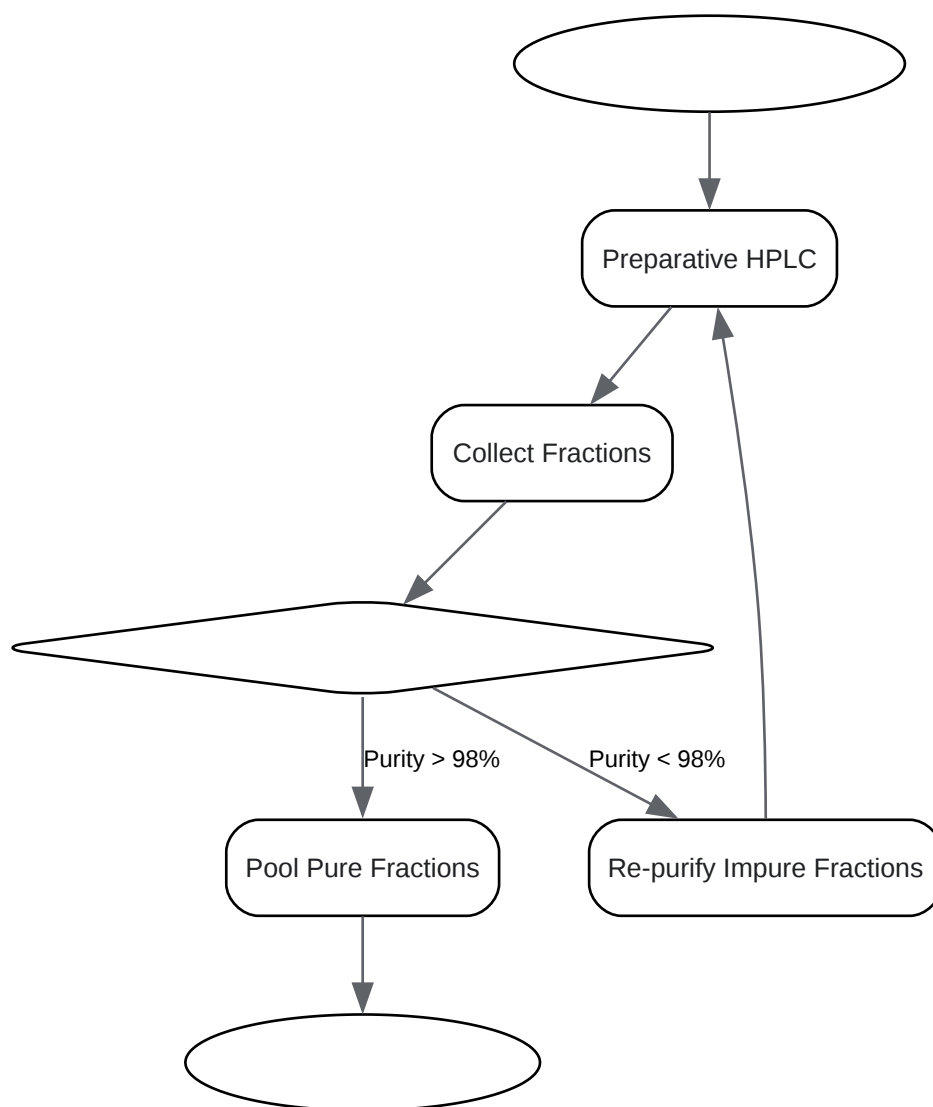 Preparative HPLC
Collect Fractions
Purity > 98%
Purity < 98%
Pool Pure Fractions
Re-purify Impure Fractions